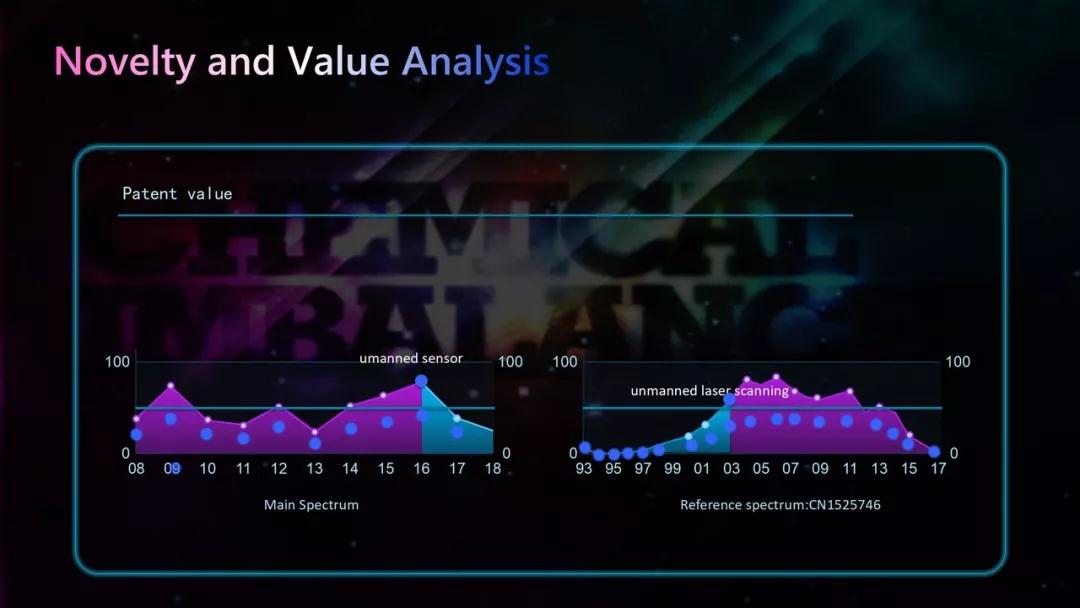 Novelty and Value Analysis
Patent value
CHEMICAL
IMBALANCE
umanned sensor
100
100
0
0
08 09 10 11 12 13 14 15 16 17 18
Main Spectrum
unmanned laser scanning
100
100
0
0
93 95 97 99 01 03 05 07 09 11 13 15 17
Reference spectrum:CN1525746